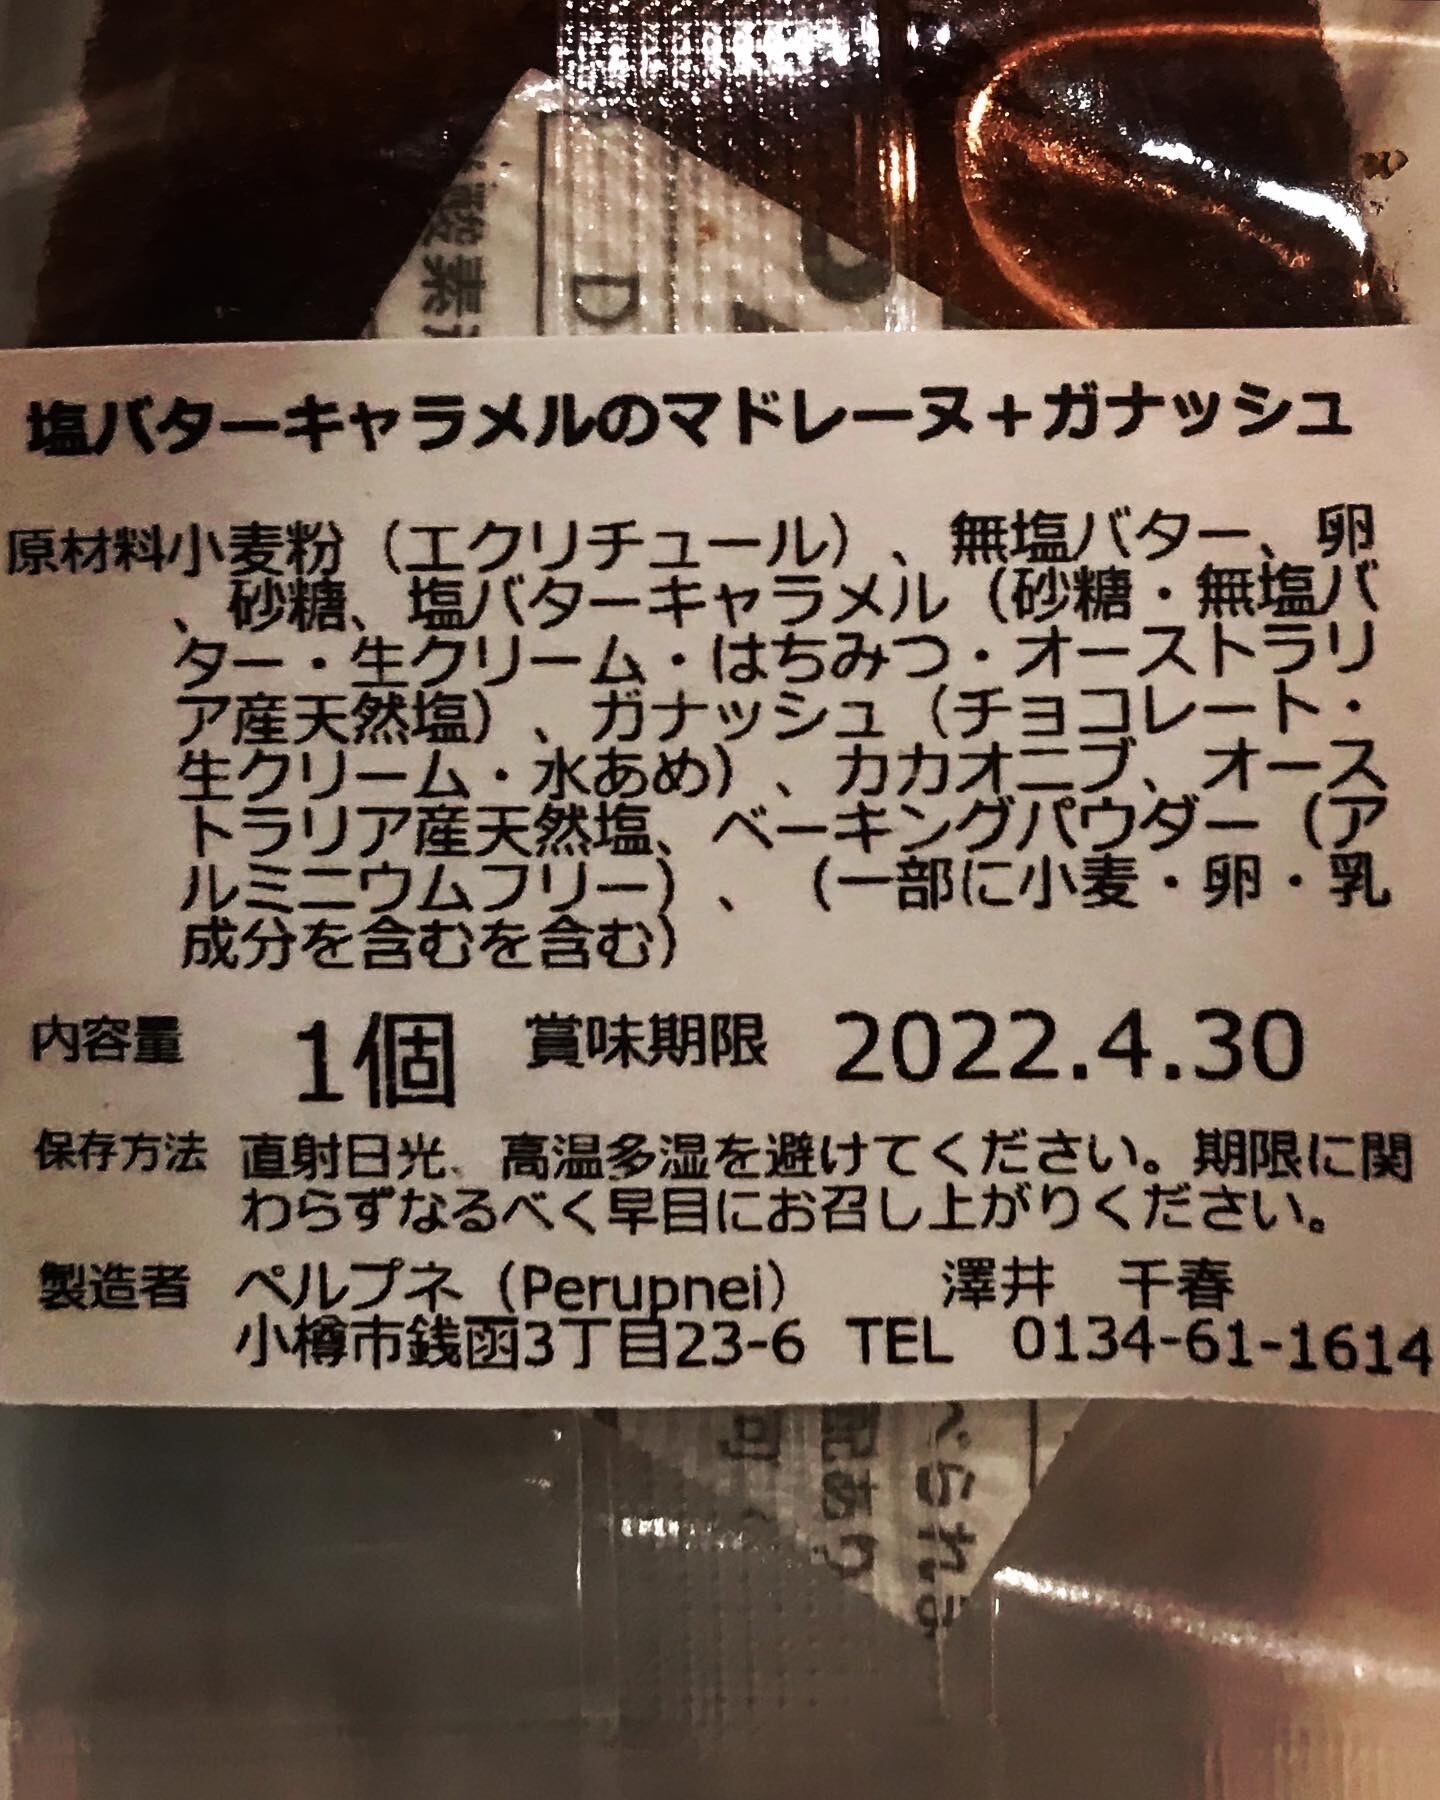 脱酸素
D
塩バターキャラメルのマドレーヌ+ガナッシュ
原材料小麦粉（エクリチュール）、無塩バター、卵
、砂糖、塩バターキャラメル（砂糖・無塩バ
ター・生クリーム・はちみつ・オーストラリ
ア産天然塩）、ガナッシュ（チョコレート・
生クリーム・水あめ）、カカオニブ、オース
トラリア産天然塩、ベーキングパウダー（ア
ルミニウムフリー）、（一部に小麦・卵・乳
成分を含むを含む）
内容量 1個 賞味期限 2022.4.30
保存方法 直射日光、高温多湿を避けてください。期限に関
わらずなるべく早目にお召し上がりください。
製造者 ペルプネ（Perupnei） 澤井 千春
小樽市銭函3丁目23-6 TEL 0134-61-1614
べられま